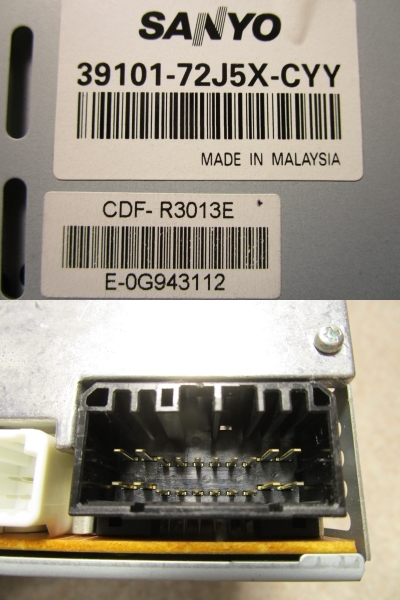 SANYO
39101-72J5X-CYY
MADE IN MALAYSIA
CDF- R3013E
E-0G943112